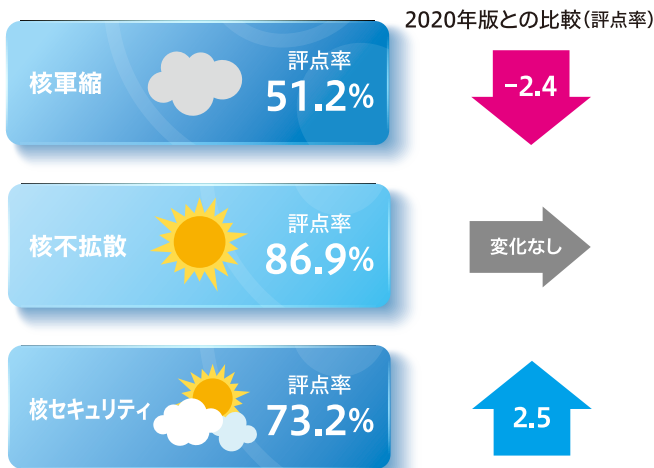 2020年版との比較（評点率）
核軍縮
評点率
51.2%
-2.4
核不拡散
評点率
86.9%
変化なし
核セキュリティ
評点率
73.2%
2.5